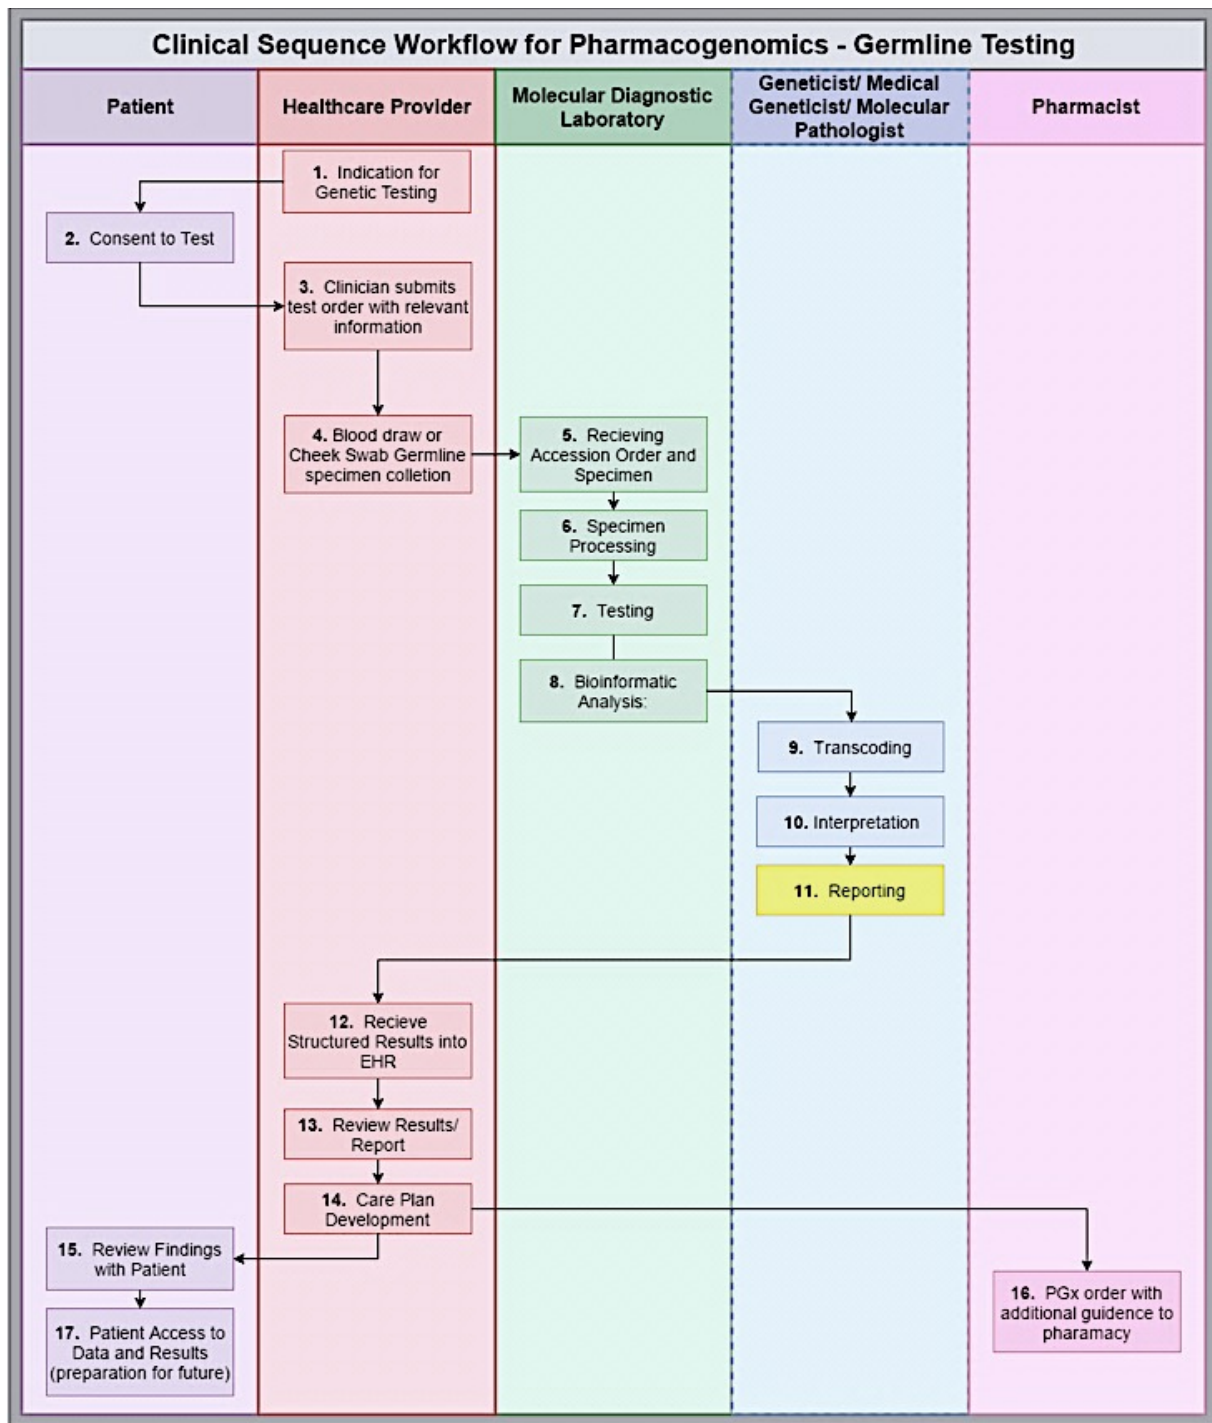 Clinical Sequence Workflow for Pharmacogenomics - Germline Testing
Patient
Healthcare Provider
Molecular Diagnostic
Laboratory
Geneticist/ Medical
Geneticist/ Molecular
Pathologist
Pharmacist
1. Indication for
Genetic Testing
2. Consent to Test
3. Clinician submits
test order with relevant
information
4. Blood draw or
Cheek Swab Germline
specimen colletion
5. Recieving
Accession Order and
Specimen
6. Specimen
Processing
7. Testing
8. Bioinformatic
Analysis:
9. Transcoding
10. Interpretation
11. Reporting
12. Recieve
Structured Results into
EHR
13. Review Results/
Report
14. Care Plan
Development
15. Review Findings
with Patient
16. PGx order with
additional guidence to
pharamacy
17. Patient Access to
Data and Results
(preparation for future)